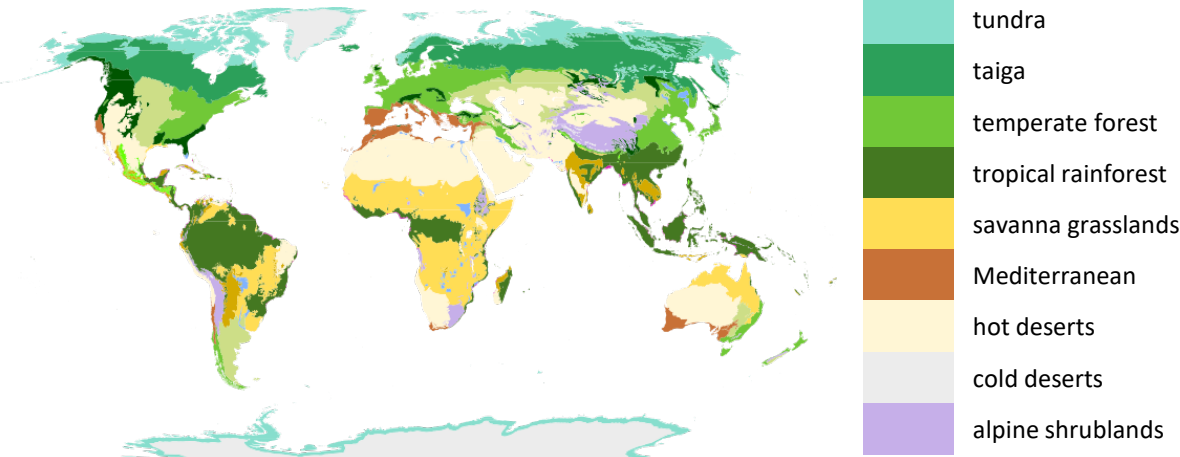 tundra
taiga
temperate forest
tropical rainforest
savanna grasslands
Mediterranean
hot deserts
cold deserts
alpine shrublands